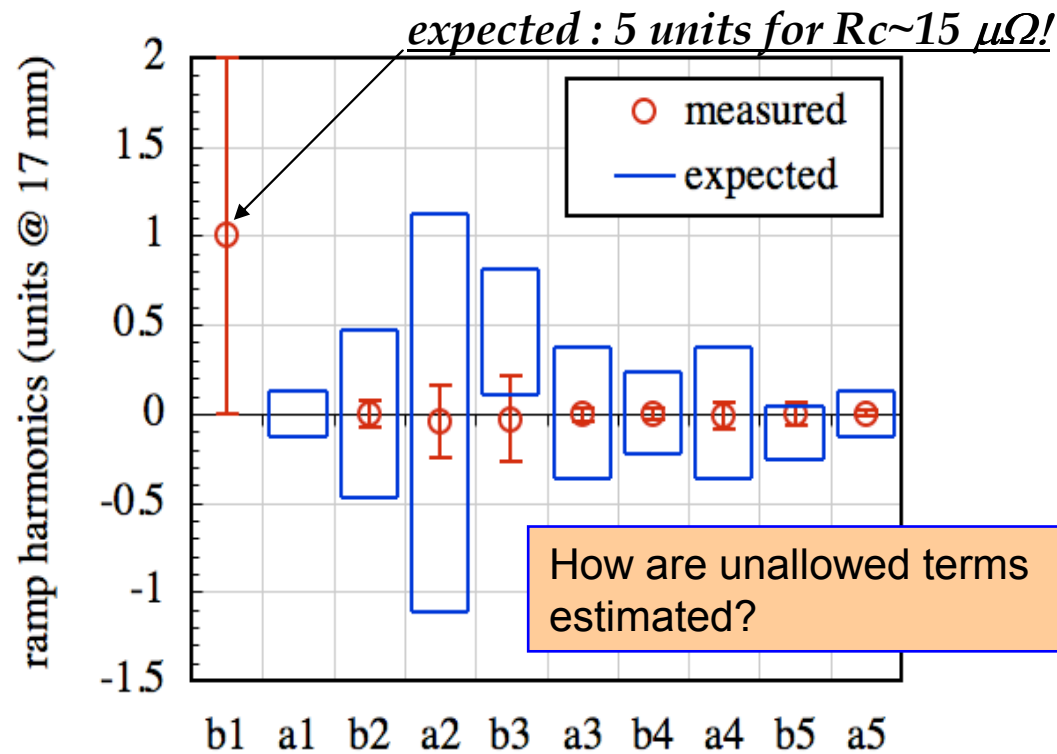 expected : 5 units for Rc~15 μΩ!
ramp harmonics (units @ 17 mm)
2
1.5
1
0.5
0
-0.5
-1
-1.5
measured
expected
How are unallowed terms
estimated?
b1 a1 b2 a2 b3 a3 b4 a4 b5 a5